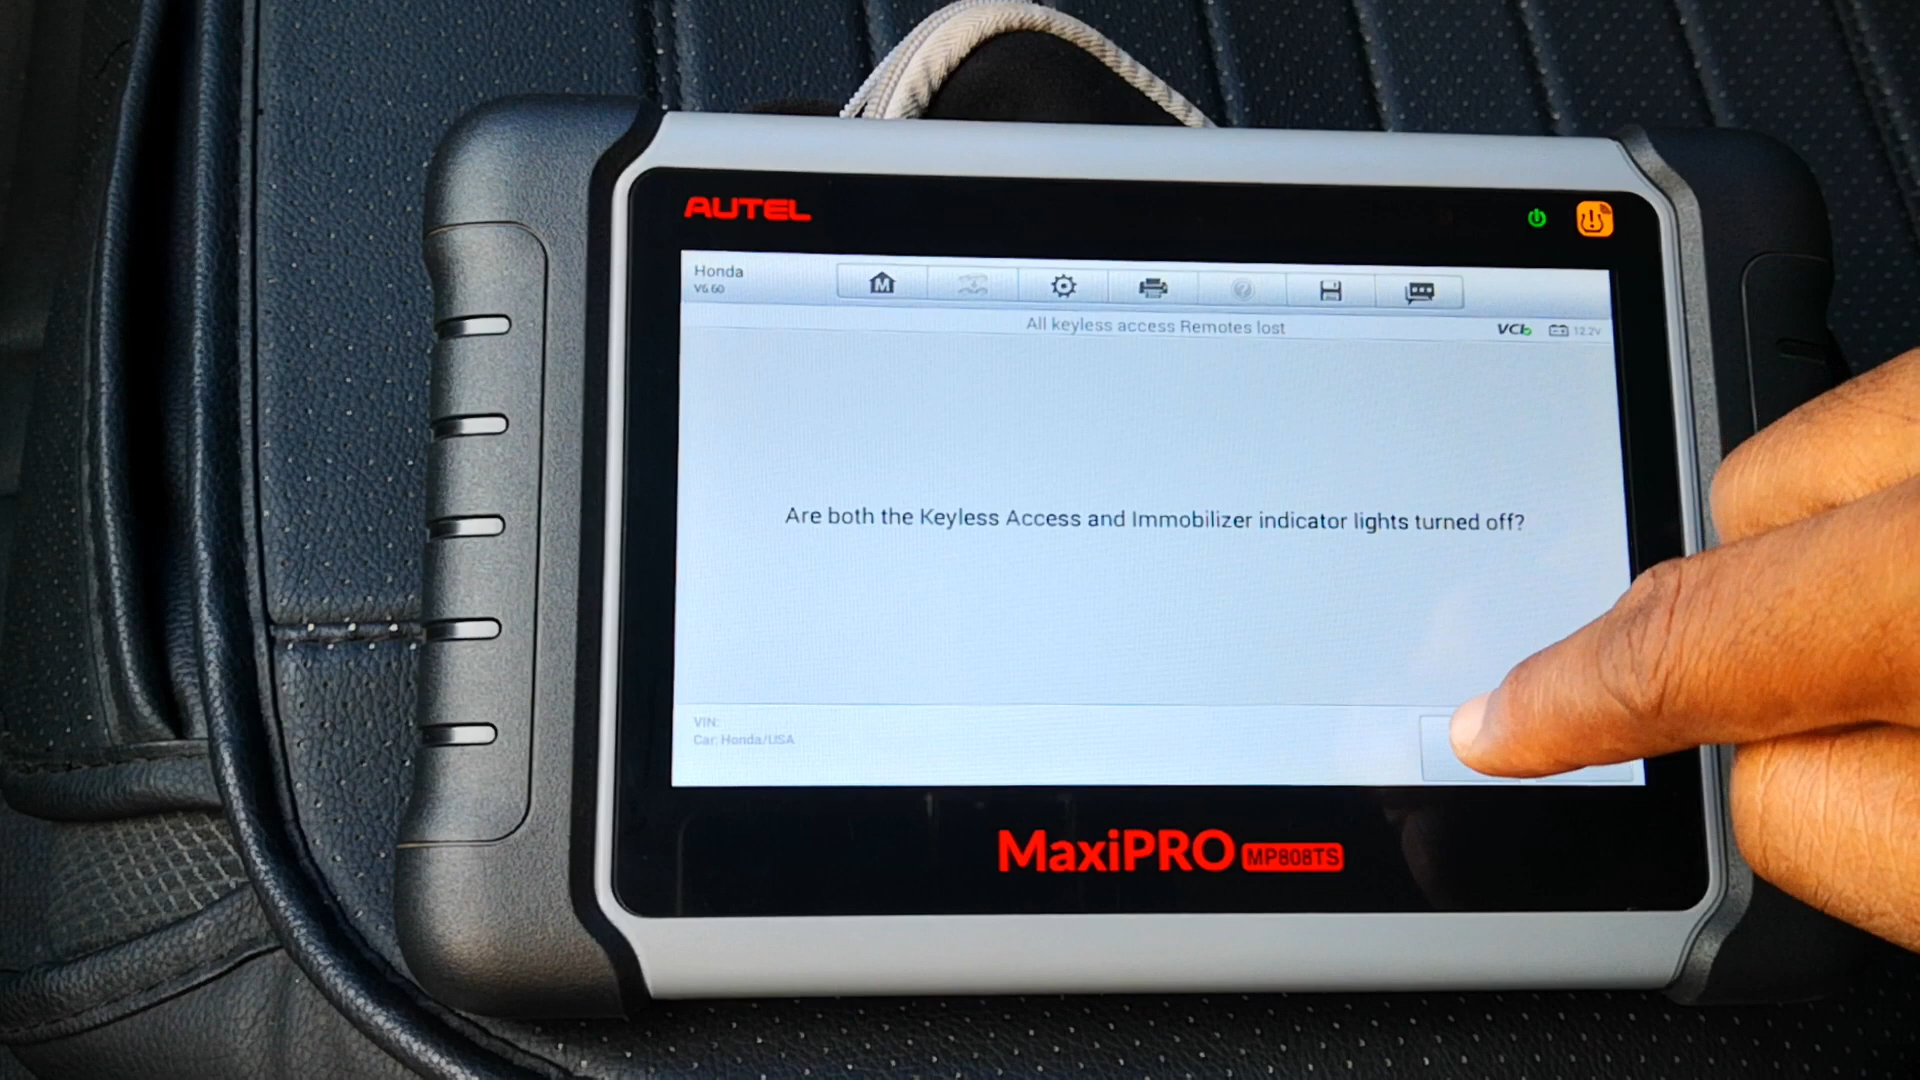 AUTEL
Honda
V6.60
M
All keyless access Remotes lost
VCI
12.2V
Are both the Keyless Access and Immobilizer indicator lights turned off?
VIN:
Car: Honda/USA
MaxiPRO MP808TS